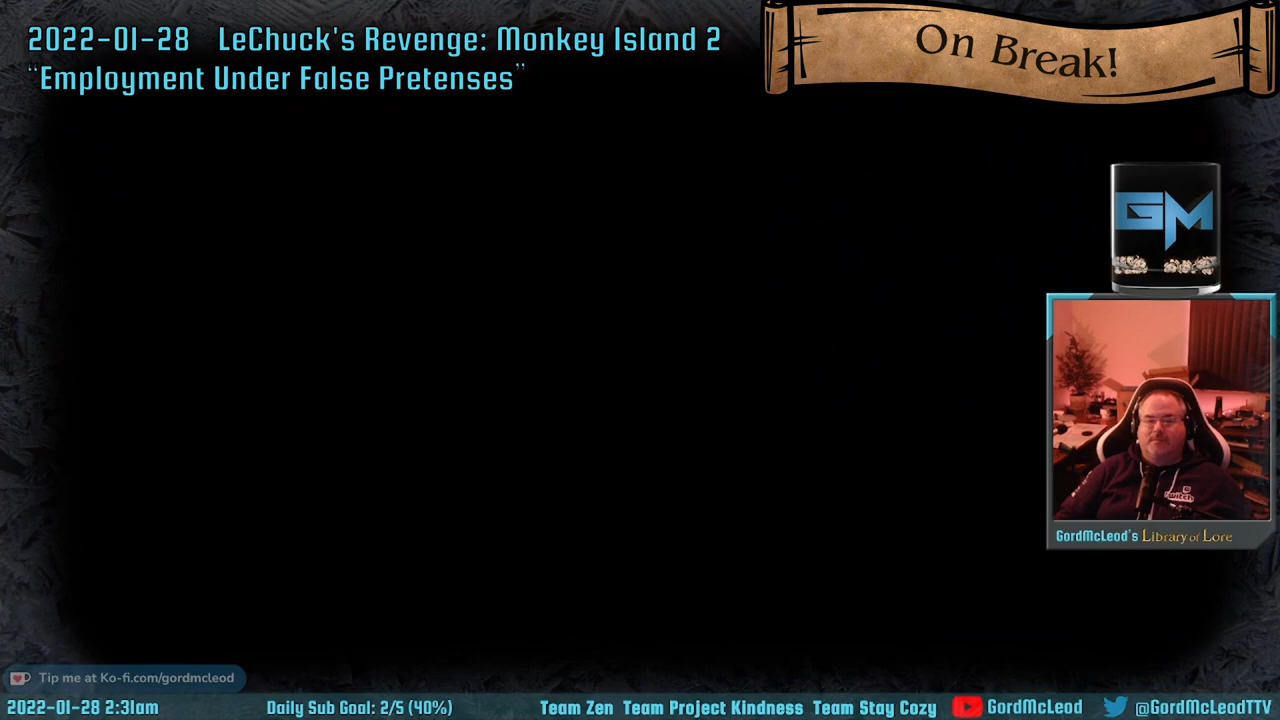 2022-01-28 LeChuck's Revenge: Monkey Island 2
"Employment Under False Pretenses"
On Break!
GM
twitch
GordMcLeod's Library of Lore
Tip me at Ko-fi.com/gordmcleod
2022-01-28 2:31am Daily Sub Goal: 2/5 (40%) Team Zen Team Project Kindness Team Stay Cozy GordMcLeod @GordMcLeodTTV